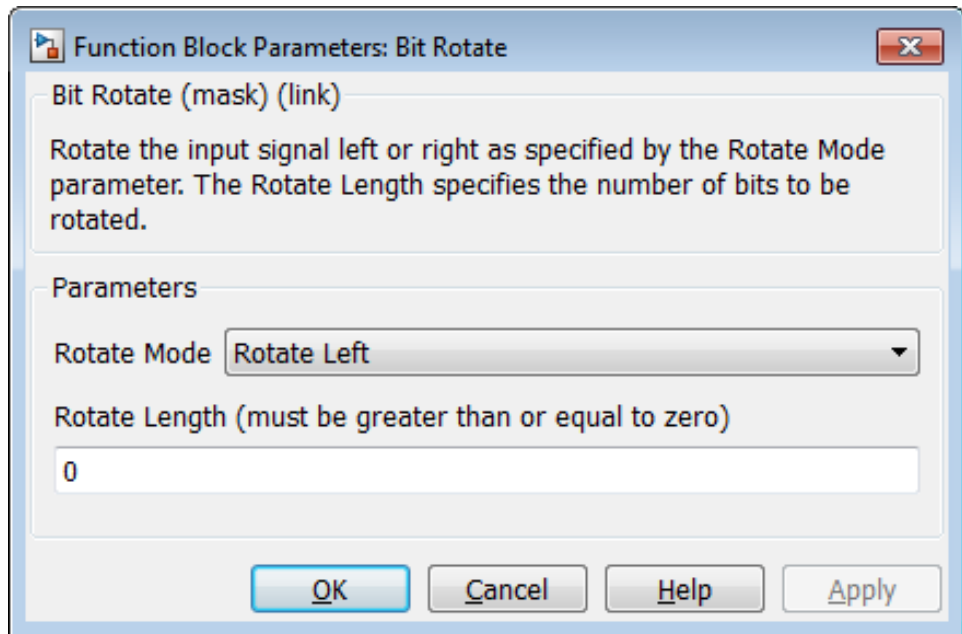 Function Block Parameters: Bit Rotate
Bit Rotate (mask) (link)
Rotate the input signal left or right as specified by the Rotate Mode
parameter. The Rotate Length specifies the number of bits to be
rotated.
Parameters
Rotate Mode Rotate Left
Rotate Length (must be greater than or equal to zero)
0
OK Cancel Help Apply